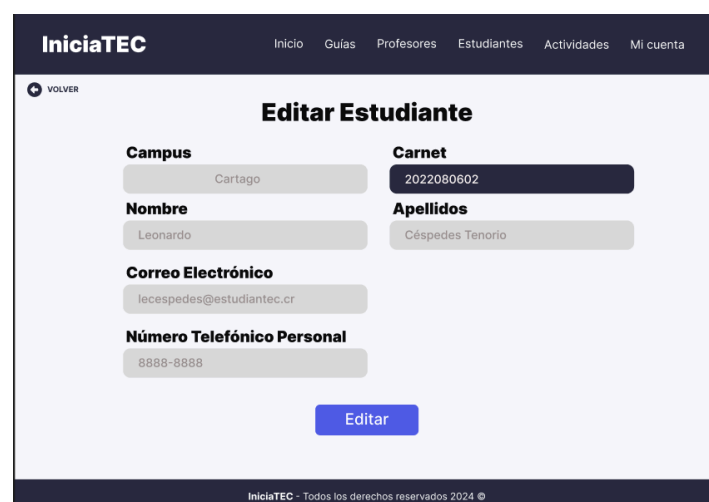 IniciaTEC Inicio Guías Profesores Estudiantes Actividades Mi cuenta
VOLVER
Editar Estudiante
Campus Carnet
Cartago 2022080602
Nombre Apellidos
Leonardo Céspedes Tenorio
Correo Electrónico
lecespedes@estudiantec.cr
Número Telefónico Personal
8888-8888
Editar
IniciaTEC - Todos los derechos reservados 2024 ©